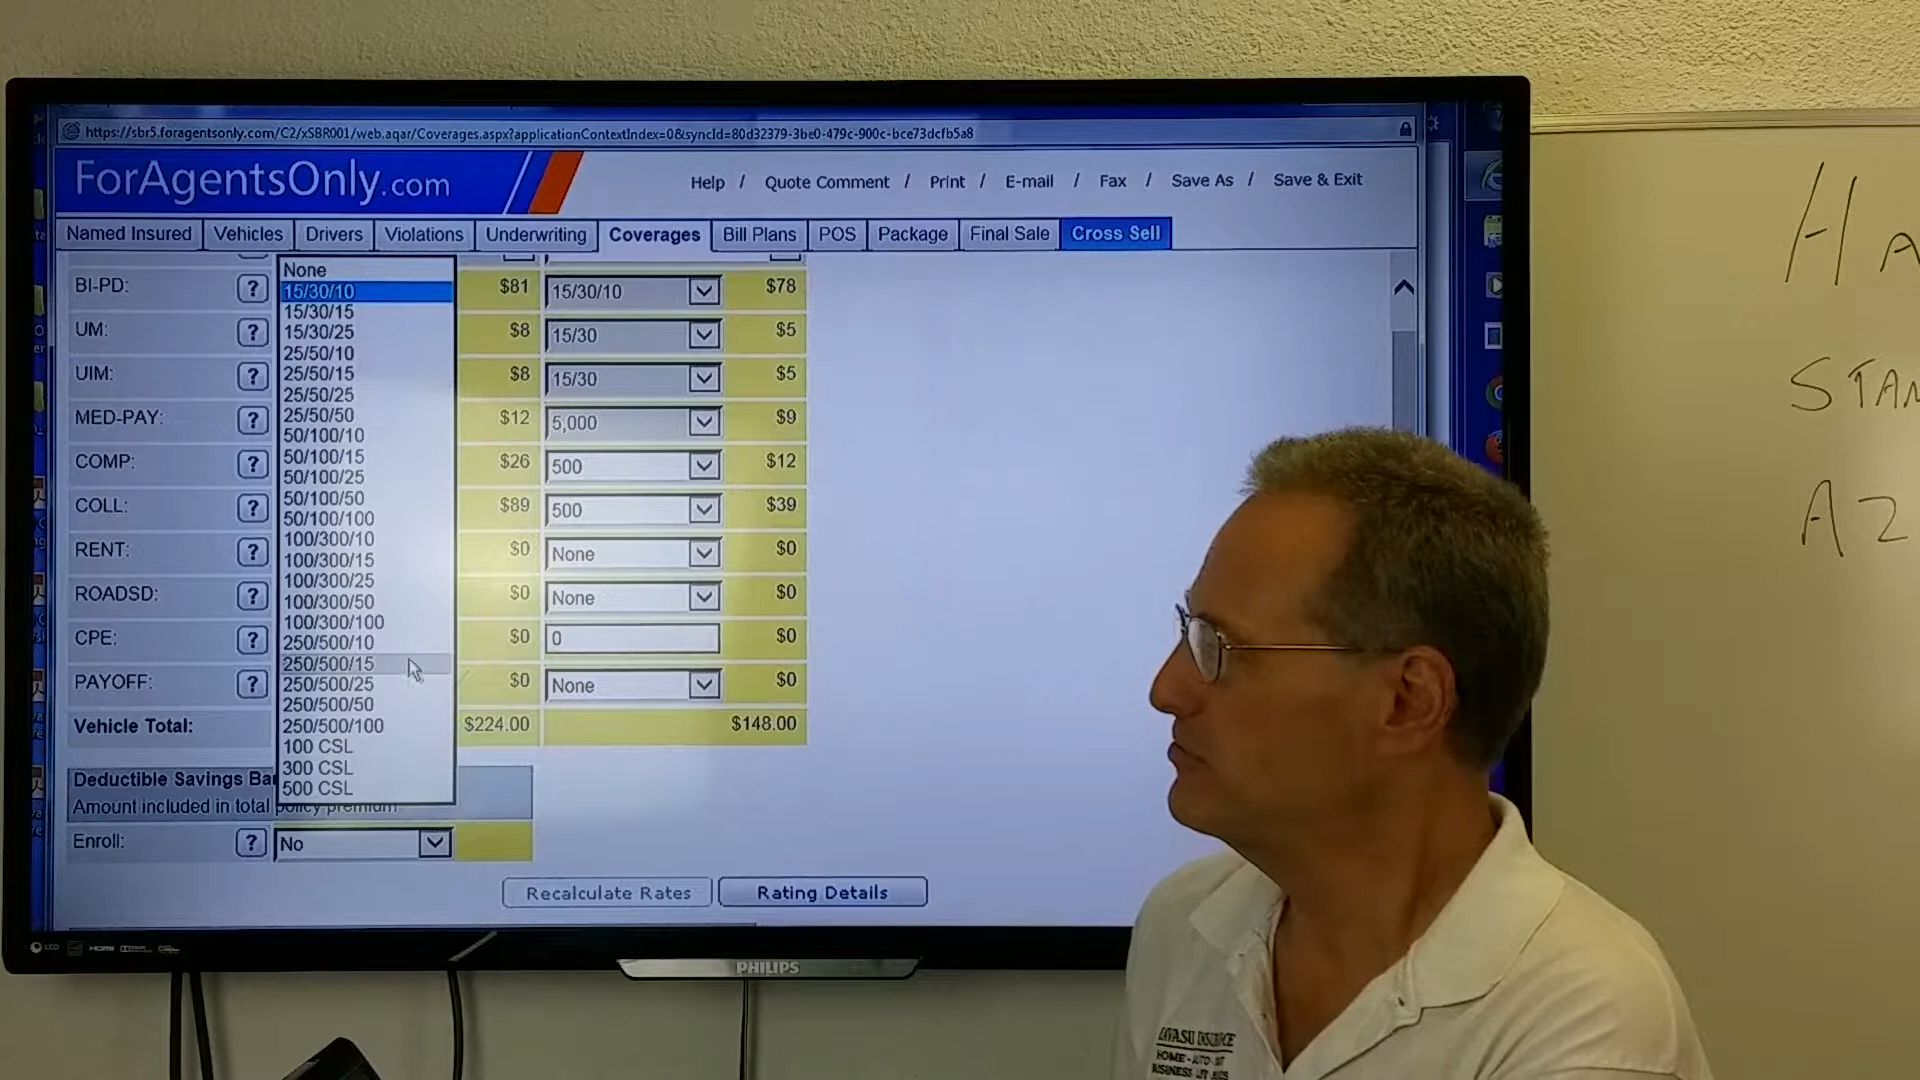 https://sbr5.foragentsonly.com/C2/xSBR001/web.aqar/Coverages.aspx?applicationContextIndex=0&syncId=80d32379-3be0-479c-900c-bce73dcfb5a8
ForAgentsOnly.com
Help / Quote Comment / Print / E-mail / Fax / Save As / Save & Exit
Named Insured Vehicles Drivers Violations Underwriting Coverages Bill Plans POS Package Final Sale Cross Sell
None
BI-PD: ? 15/30/10 $81 15/30/10 $78
15/30/15
UM: ? 15/30/25 $8 15/30 $5
25/50/10
UIM: ? 25/50/15 $8 15/30 $5
25/50/25
MED-PAY: ? 25/50/50 $12 5,000 $9
50/100/10
COMP: ? 50/100/15 $26 500 $12
50/100/25
COLL: ? 50/100/50 $89 500 $39
50/100/100
100/300/10
RENT: ? 100/300/15 $0 None $0
100/300/25
ROADSD: ? 100/300/50 $0 None $0
100/300/100
CPE: ? 250/500/10 $0 0 $0
250/500/15
PAYOFF: ? 250/500/25 $0 None $0
250/500/50
Vehicle Total: 250/500/100 $224.00 $148.00
100 CSL
300 CSL
500 CSL
Deductible Savings Ba
Amount included in total policy premium
Enroll: ? No
Recalculate Rates Rating Details
PHILIPS
LED HDMI
HA
STAN
AZ
HOME - AUTO